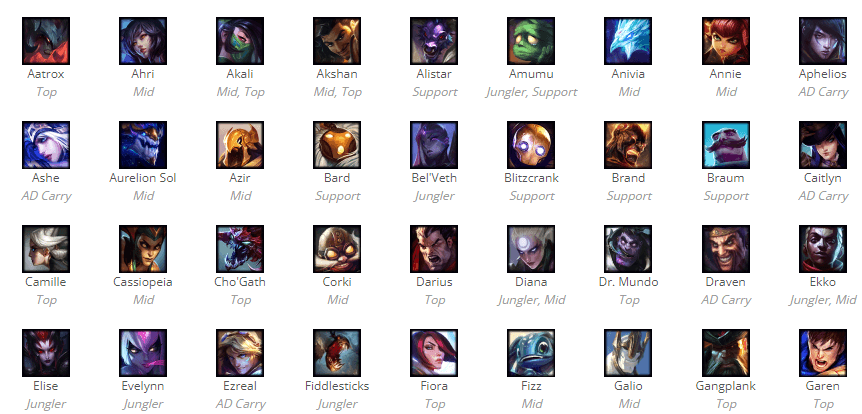 Aatrox Ahri Akali Akshan Alistar Amumu Anivia Annie Aphelios
Top Mid Mid, Top Mid, Top Support Jungler, Support Mid Mid AD Carry
Ashe Aurelion Sol Azir Bard Bel'Veth Blitzcrank Brand Braum Caitlyn
AD Carry Mid Mid Support Jungler Support Support Support AD Carry
Camille Cassiopeia Cho'Gath Corki Darius Diana Dr. Mundo Draven Ekko
Top Mid Top Mid Top Jungler, Mid Top AD Carry Jungler, Mid
Elise Evelynn Ezreal Fiddlesticks Fiora Fizz Galio Gangplank Garen
Jungler Jungler AD Carry Jungler Top Mid Mid Top Top